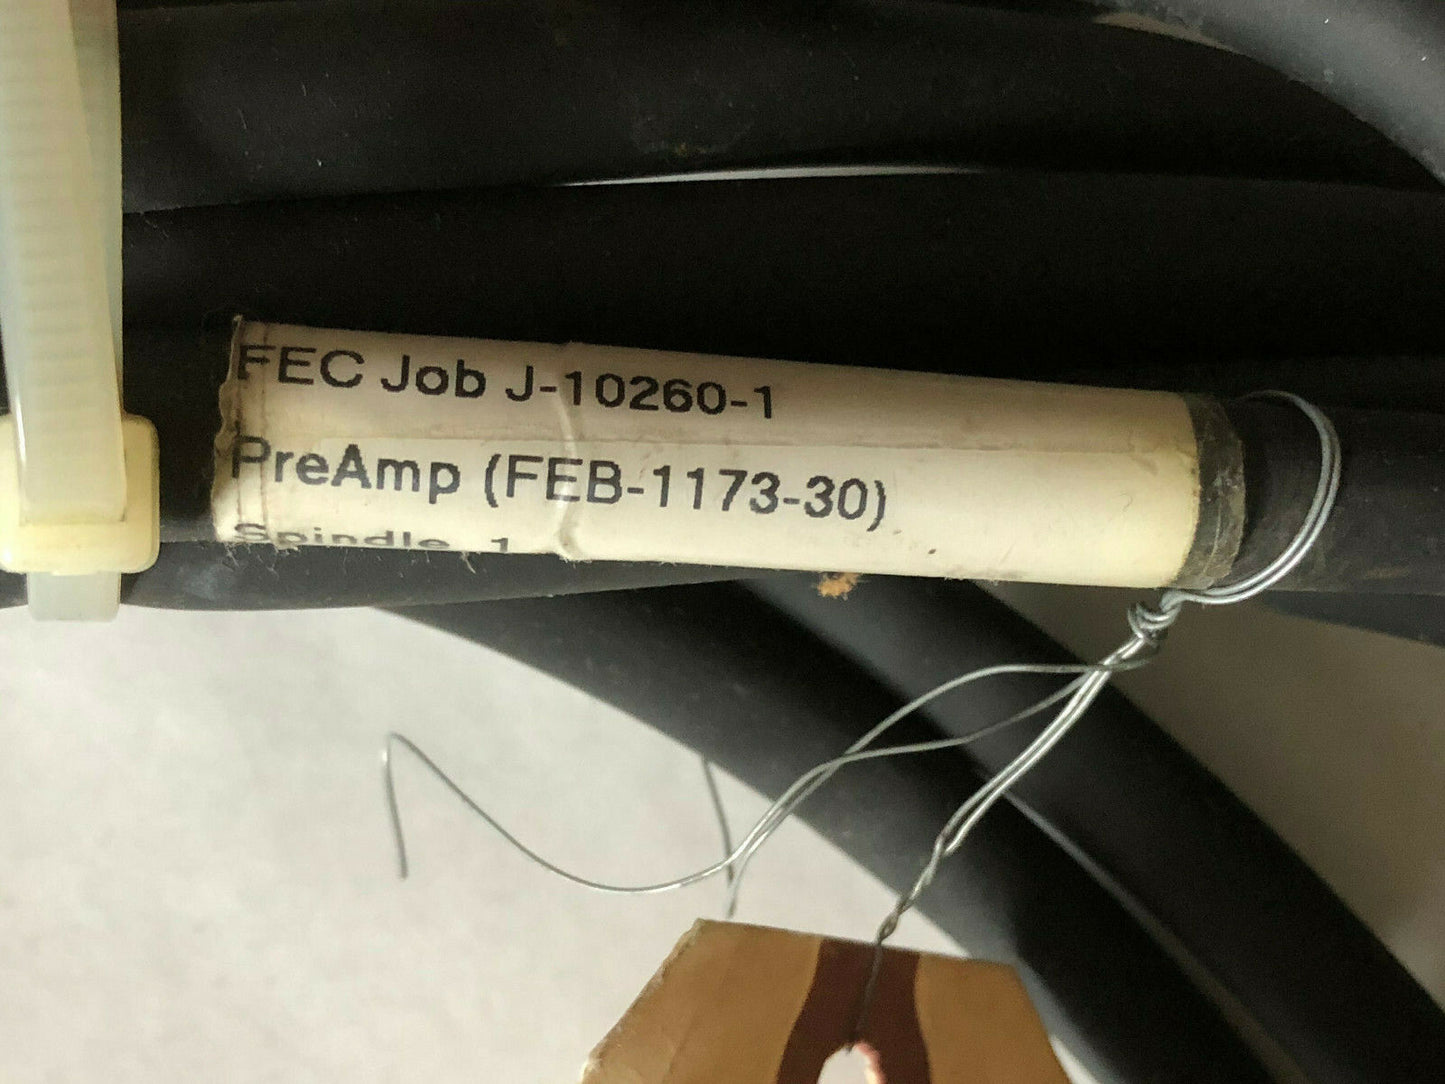 FEC Job J-10260-1
PreAmp (FEB-1173-30)
Spindle 1